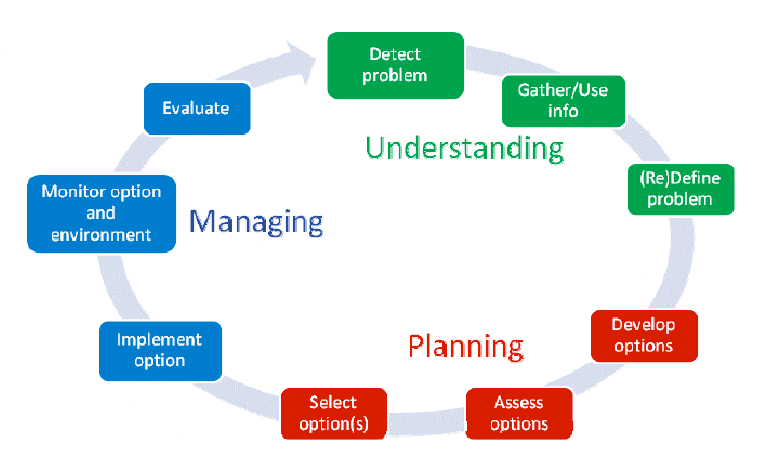 Detect
problem
Gather/Use
info
Understanding
(Re)Define
problem
Develop
options
Planning
Assess
options
Select
option(s)
Implement
option
Monitor option
and
environment
Managing
Evaluate